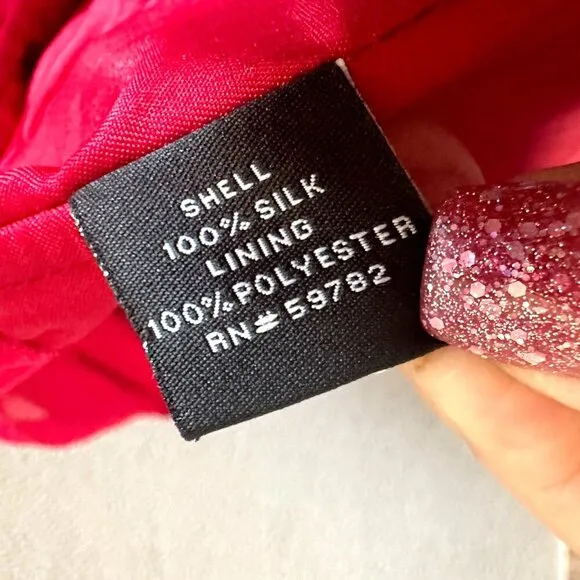 SHELL
100% SILK
LINING
100% POLYESTER
RN# 59782